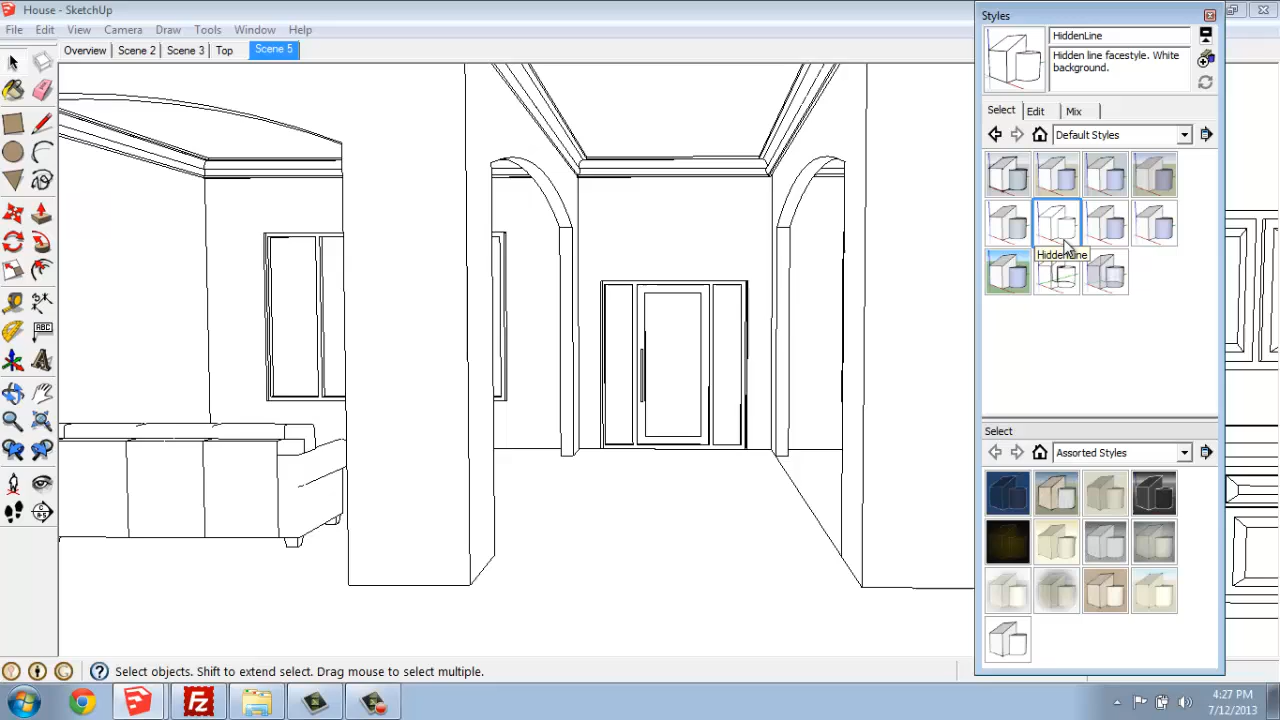 House - SketchUp
File Edit View Camera Draw Tools Window Help
Overview Scene 2 Scene 3 Top Scene 5
Styles
HiddenLine
Hidden line facestyle. White
background.
Select Edit Mix
Default Styles
Select
Assorted Styles
ABC
Select objects. Shift to extend select. Drag mouse to select multiple.
Fz
4:27 PM
7/12/2013